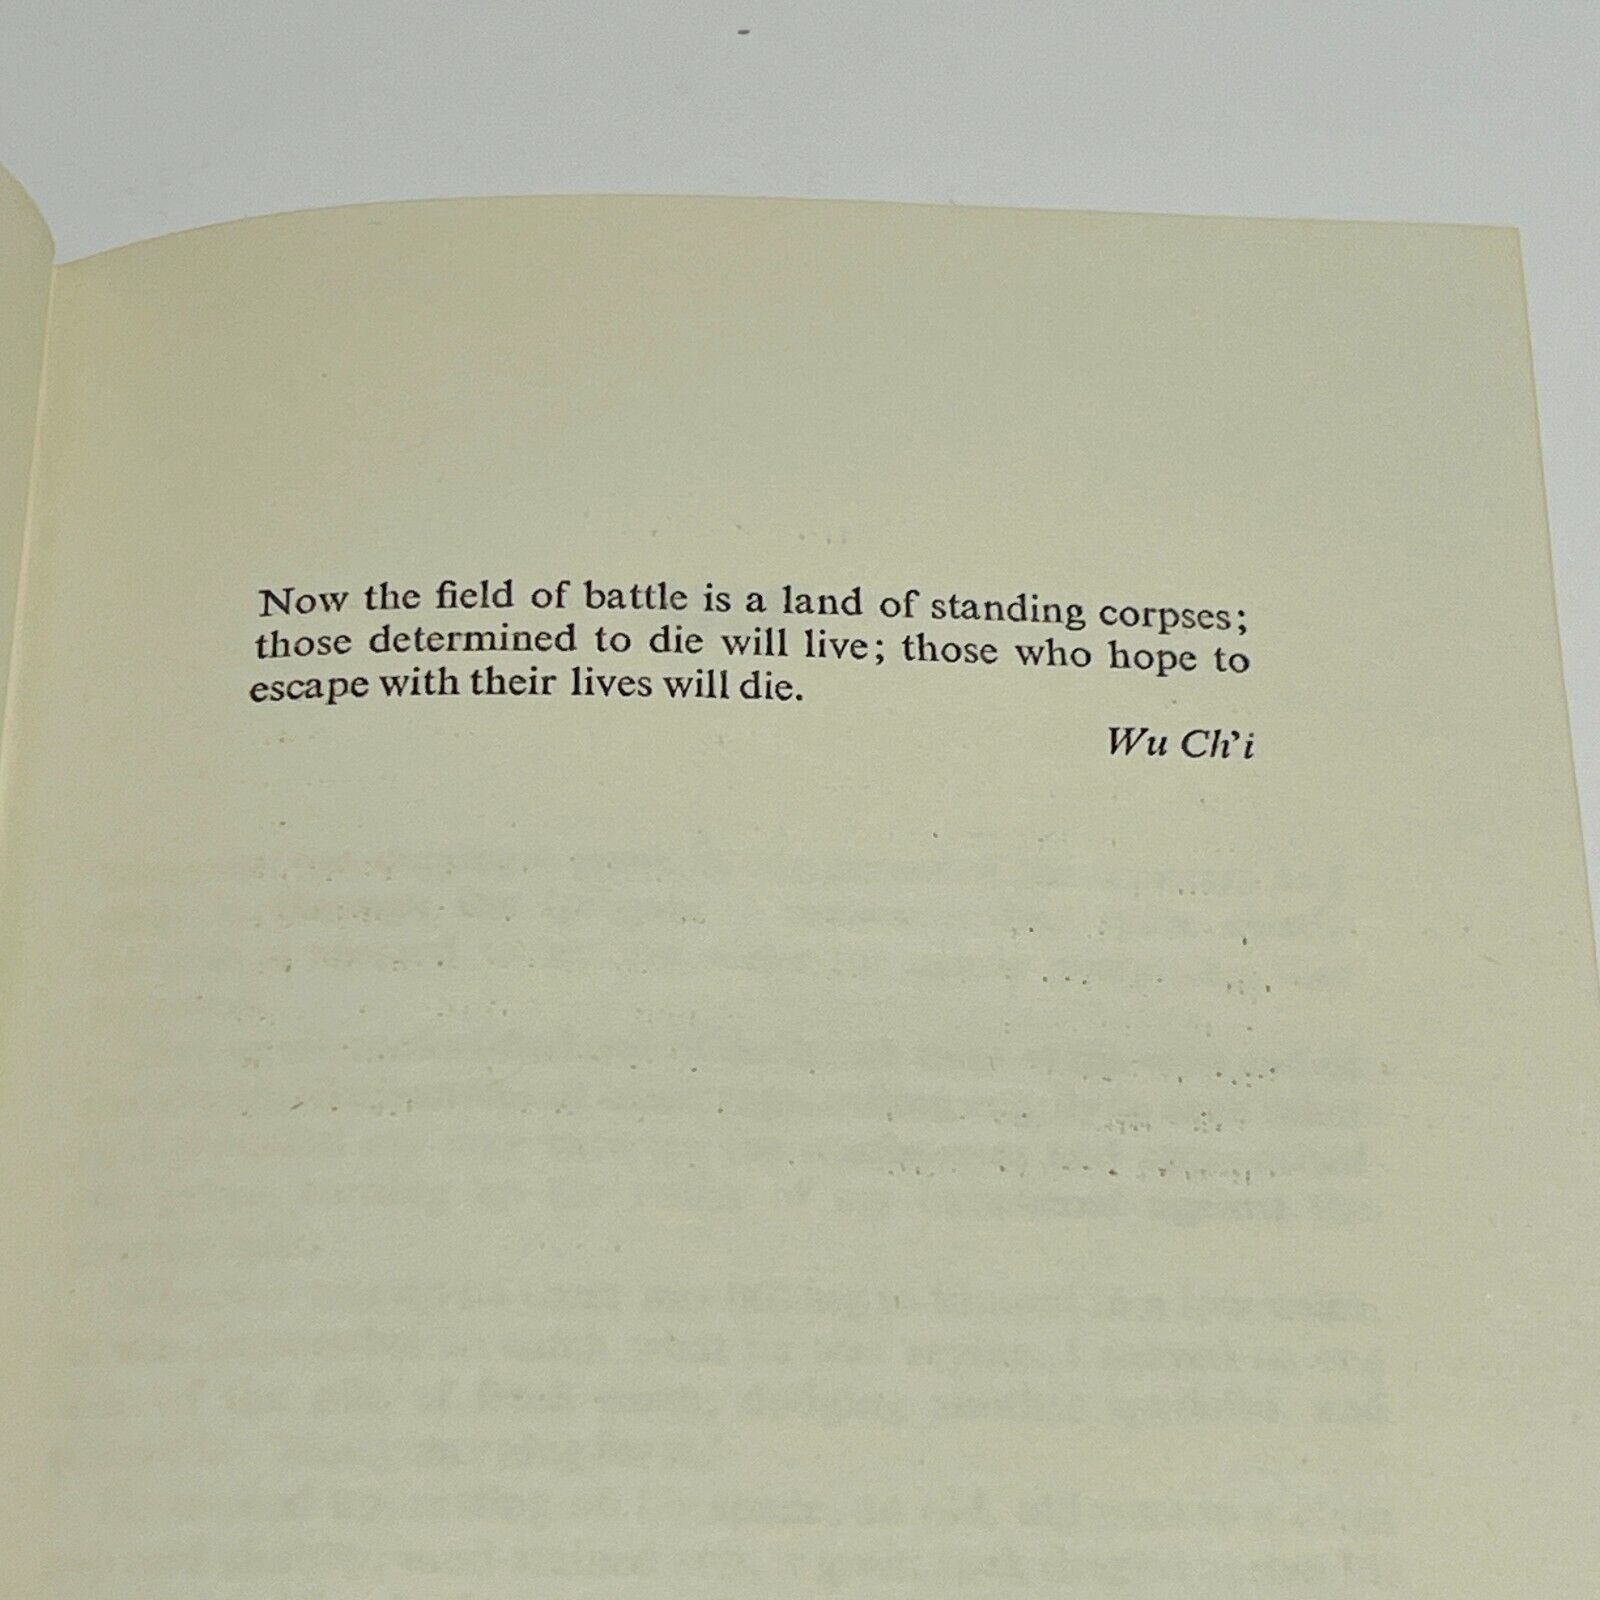 Now the field of battle is a land of standing corpses;
those determined to die will live; those who hope to
escape with their lives will die.
Wu Ch'i